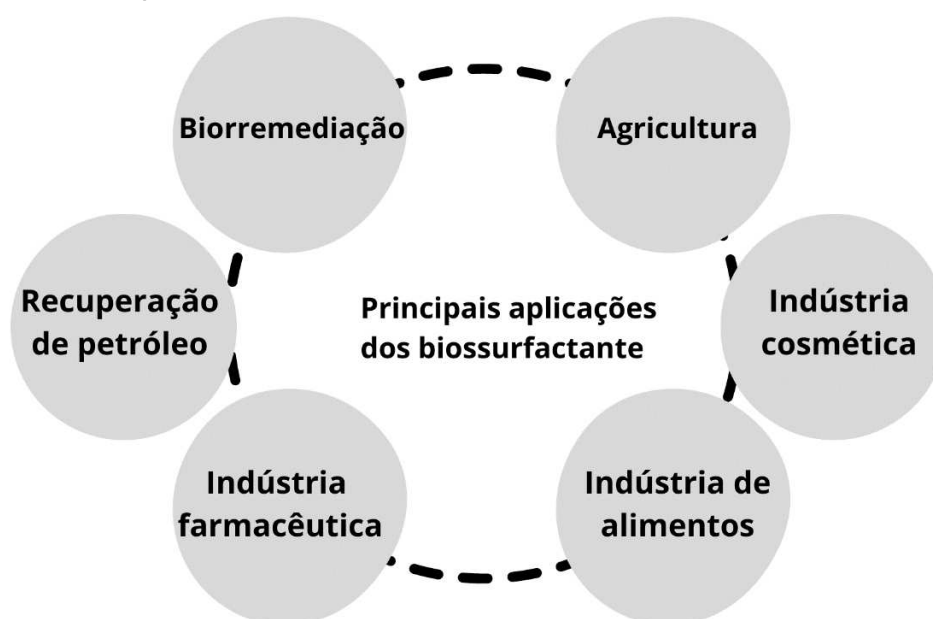 Biorremediação
Agricultura
Recuperação
de petróleo
Principais aplicações
dos biossurfactante
Indústria
cosmética
Indústria
farmacêutica
Indústria de
alimentos